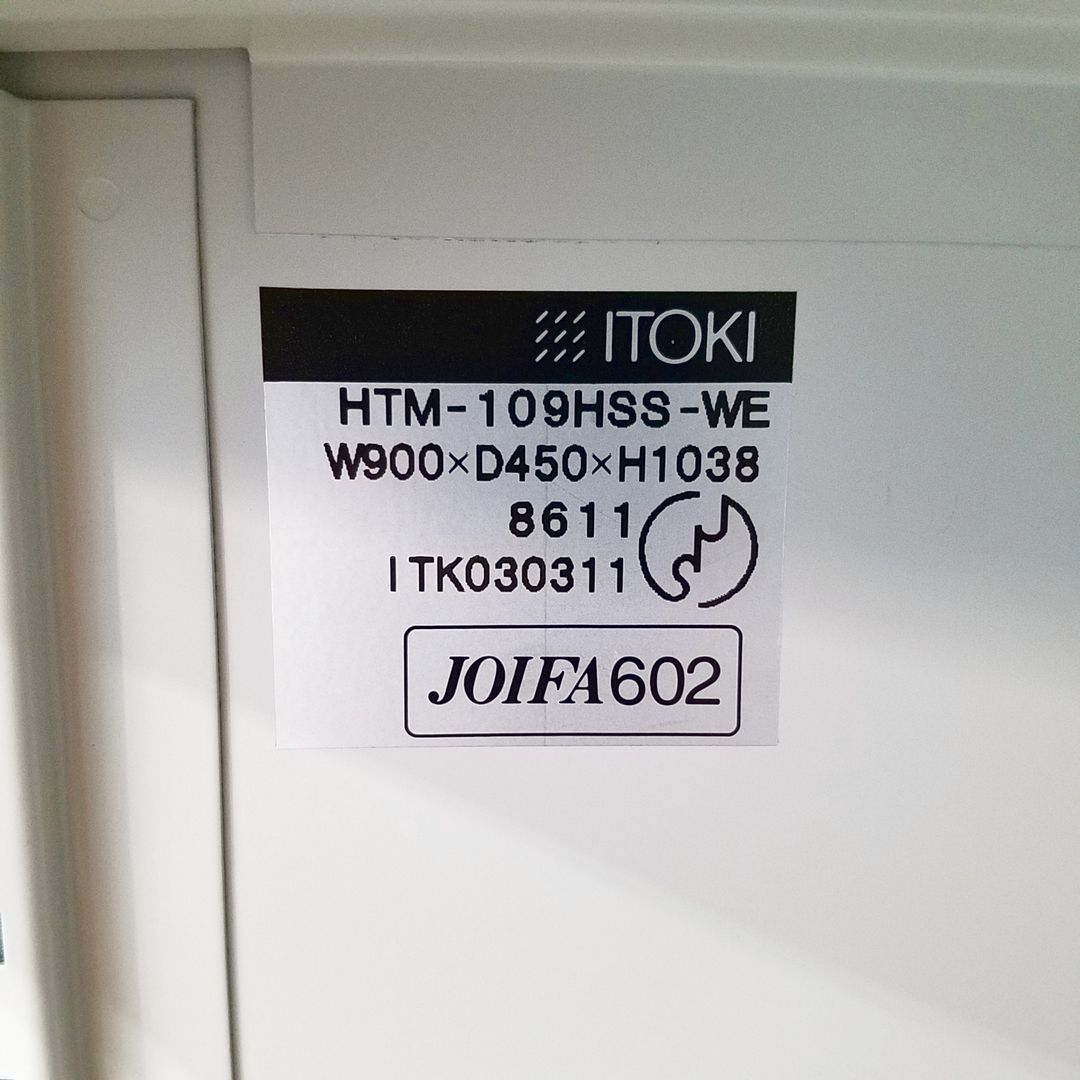 ITOKI
HTM-109HSS-WE
W900×D450×H1038
8611
ITK030311
JOIFA602